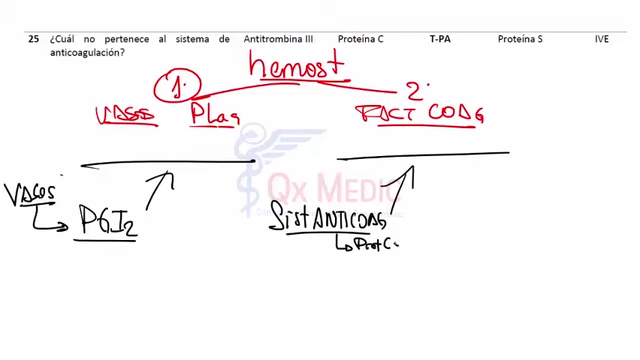 25 ¿Cuál no pertenece al sistema de anticoagulación? Antitrombina III Proteína C T-PA Proteína S IVE
hemost
1. 2.
VASOS PLaq FACT COAG
Qx MEDIC
VASOS
PGI2 Sist ANTICOAG
Prot C